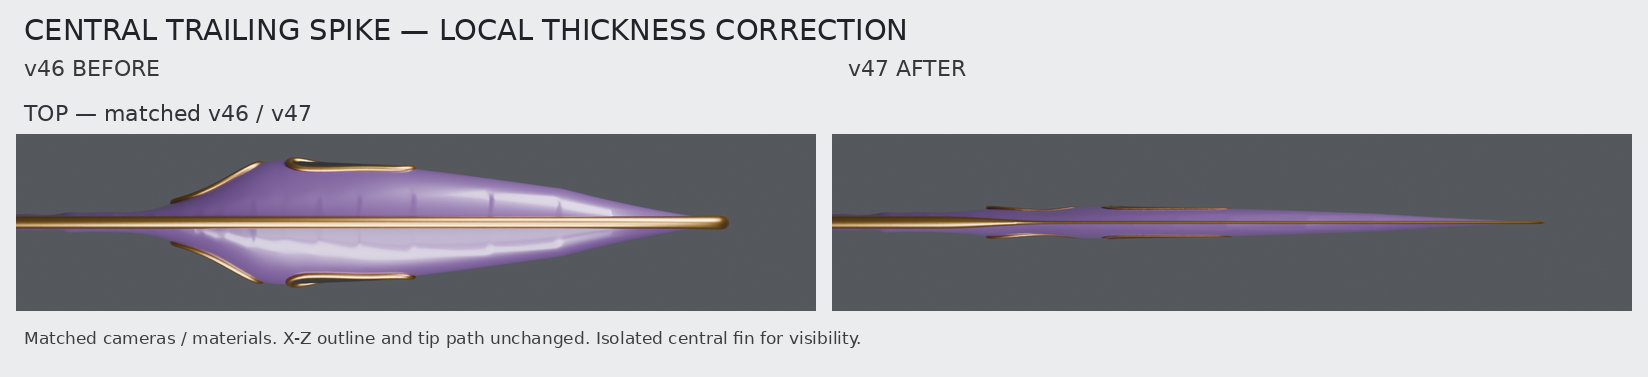 CENTRAL TRAILING SPIKE — LOCAL THICKNESS CORRECTION
v46 BEFORE
v47 AFTER
TOP — matched v46 / v47
Matched cameras / materials. X-Z outline and tip path unchanged. Isolated central fin for visibility.